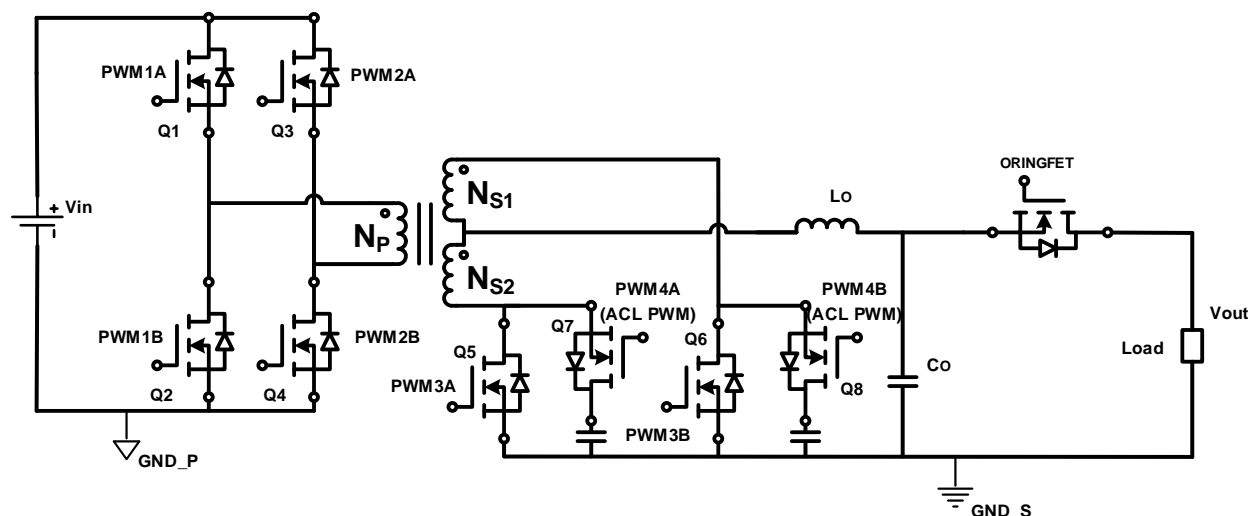 PWM1A
PWM2A
Q1
Q3
ORINGFET
+
Vin
-
NP
NS1
LO
NS2
PWM4A
(ACL PWM)
PWM4B
(ACL PWM)
Vout
PWM1B
PWM2B
Q7
Q6
Q5
Load
CO
PWM3A
Q8
Q2
Q4
PWM3B
GND_P
GND_S